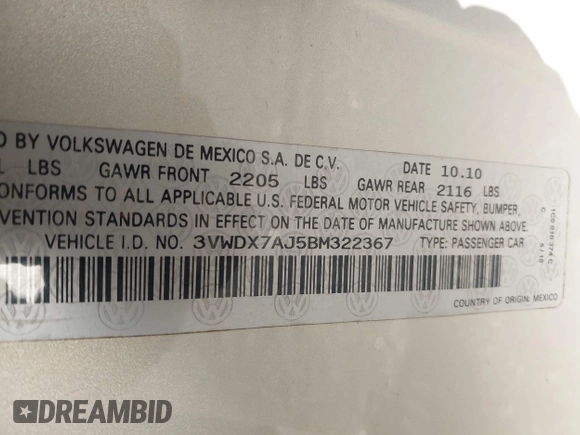 D BY VOLKSWAGEN DE MEXICO S.A. DE C.V.
DATE 10.10
LBS GAWR FRONT 2205 LBS GAWR REAR 2116 LBS
CONFORMS TO ALL APPLICABLE U.S. FEDERAL MOTOR VEHICLE SAFETY, BUMPER,
VENTION STANDARDS IN EFFECT ON THE DATE OF MANUFACTURE SHOWN ABOVE.
VEHICLE I.D. NO. 3VWDX7AJ5BM322367 TYPE: PASSENGER CAR
COUNTRY OF ORIGIN: MEXICO
DREAMBID